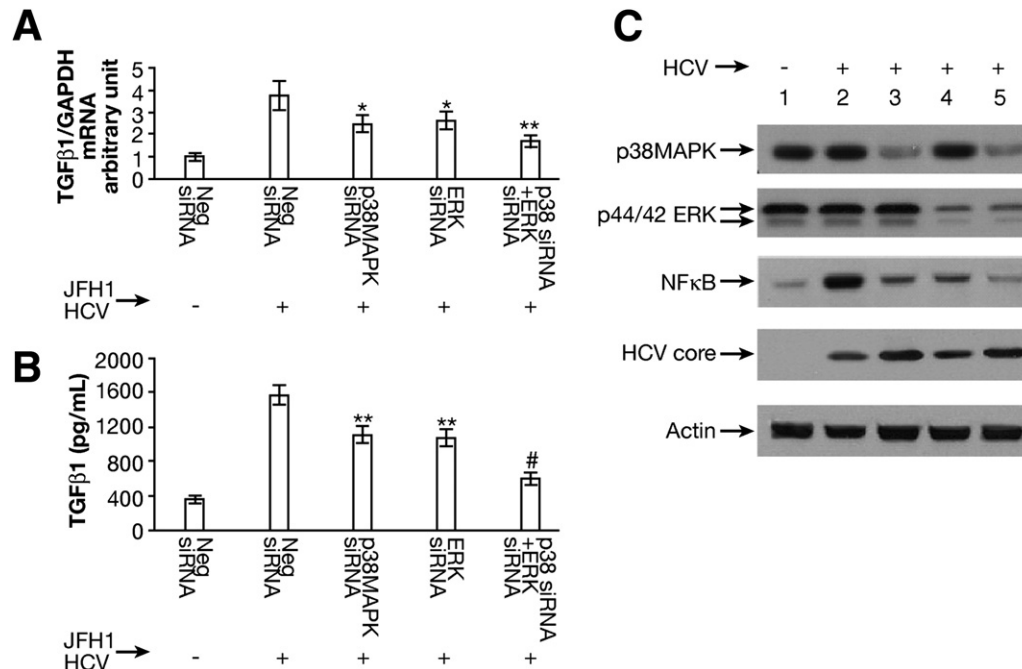 A
TGFβ1/GAPDH
mRNA
arbitrary unit
5
4
3
2
1
0
* * **
Neg
siRNA
Neg
siRNA
p38MAPK
siRNA
ERK
siRNA
p38 siRNA
+ERK
siRNA
JFH1
HCV - + + + +
B
TGFβ1 (pg/mL)
2000
1600
1200
800
400
0
** ** #
Neg
siRNA
Neg
siRNA
p38MAPK
siRNA
ERK
siRNA
p38 siRNA
+ERK
siRNA
JFH1
HCV - + + + +
C
HCV - + + + +
1 2 3 4 5
p38MAPK
p44/42 ERK
NFκB
HCV core
Actin